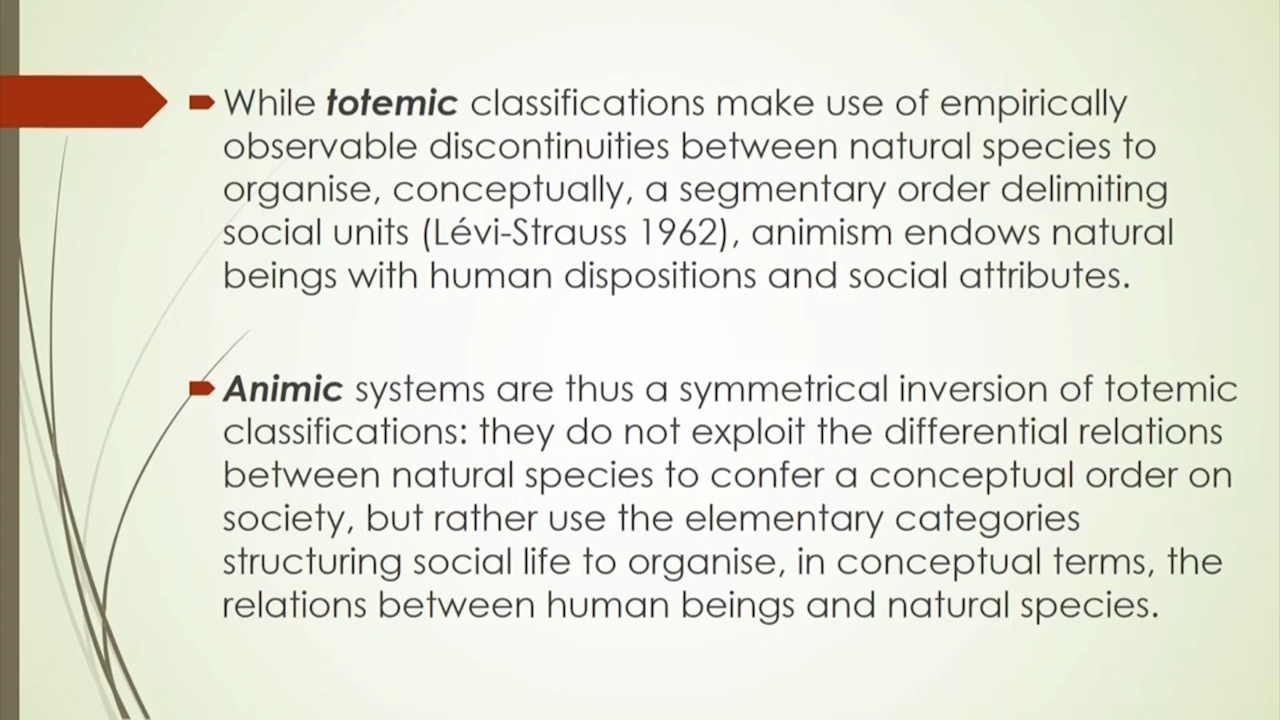 While totemic classifications make use of empirically
observable discontinuities between natural species to
organise, conceptually, a segmentary order delimiting
social units (Lévi-Strauss 1962), animism endows natural
beings with human dispositions and social attributes.
Animic systems are thus a symmetrical inversion of totemic
classifications: they do not exploit the differential relations
between natural species to confer a conceptual order on
society, but rather use the elementary categories
structuring social life to organise, in conceptual terms, the
relations between human beings and natural species.